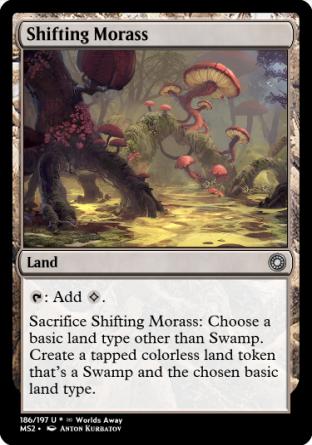 Shifting Morass
Land
: Add .
Sacrifice Shifting Morass: Choose a
basic land type other than Swamp.
Create a tapped colorless land token
that's a Swamp and the chosen basic
land type.
186/197 U * ∞ Worlds Away
MS2 • Anton Kurbatov